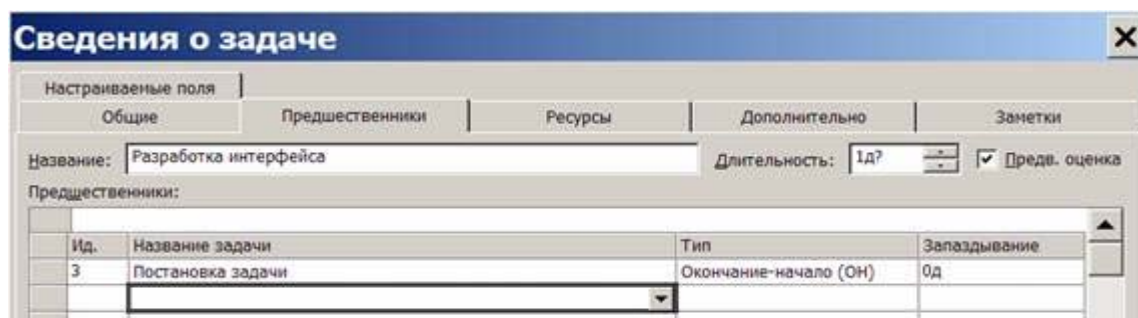 Сведения о задаче
Настраиваемые поля
Общие Предшественники Ресурсы Дополнительно Заметки
Название: Разработка интерфейса Длительность: 1д? Предв. оценка
Предшественники:
Ид. Название задачи Тип Запаздывание
3 Постановка задачи Окончание-начало (ОН) 0д